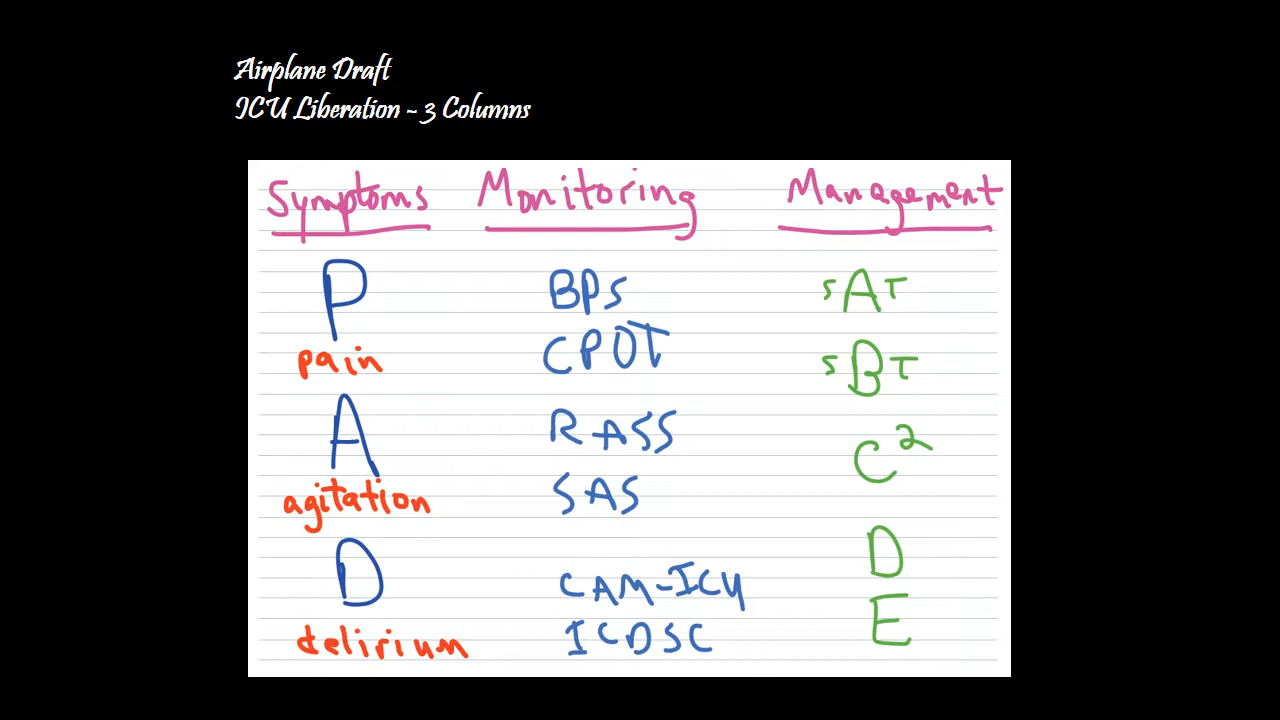 Airplane Draft
ICU Liberation - 3 Columns
Symptoms Monitoring Management
P BPS SAT
pain CPOT SBT
A RASS C²
agitation SAS
D CAM-ICU D
delirium ICDSC E